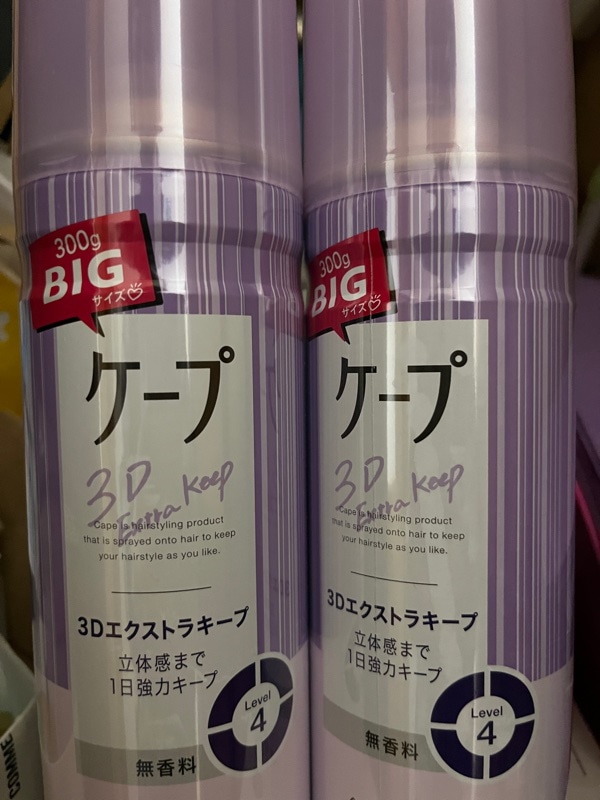 300g
BIG
サイズ
ケープ
3D
Extra Keep
Cape is hairstyling product
that is sprayed onto hair to keep
your hairstyle as you like.
3Dエクストラキープ
立体感まで
1日強力キープ
Level
4
無香料
300g
BIG
サイズ
ケープ
3D
Extra Keep
Cape is hairstyling product
that is sprayed onto hair to keep
your hairstyle as you like.
3Dエクストラキープ
立体感まで
1日強力キープ
Level
4
無香料
COMME